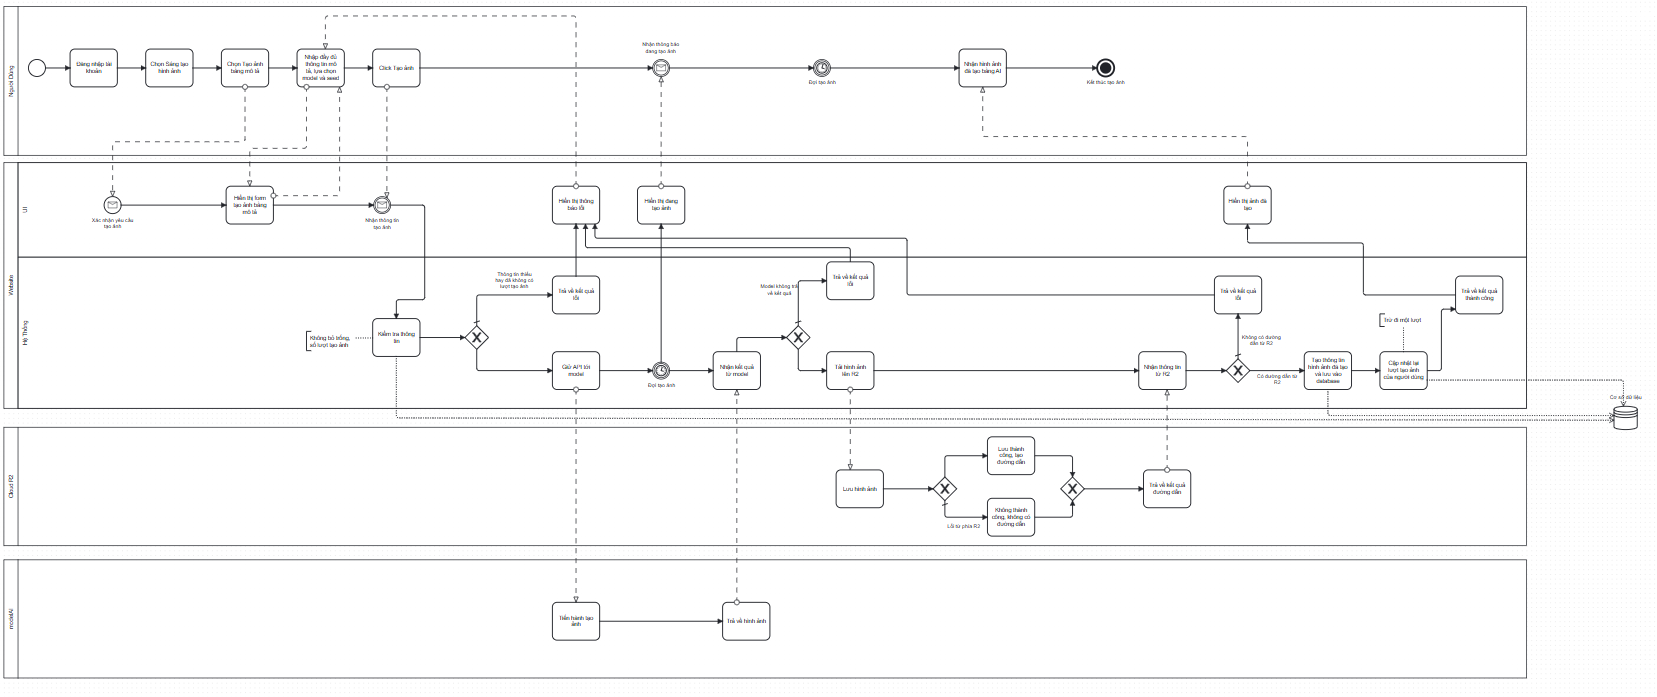 Người Dùng
Đăng nhập tài
khoản
Chọn Sáng tạo
hình ảnh
Chọn Tạo ảnh
bằng mô tả
Nhập đầy đủ
thông tin mô
tả, lựa chọn
model và seed
Click Tạo ảnh
Nhận thông báo
đang tạo ảnh
Đợi tạo ảnh
Nhận hình ảnh
đã tạo bằng AI
Kết thúc tạo ảnh
Website
UI
Xác nhận yêu cầu
tạo ảnh
Hiển thị form
tạo ảnh bằng
mô tả
Nhận thông tin
tạo ảnh
Hiển thị thông
báo lỗi
Hiển thị đang
tạo ảnh
Hiển thị ảnh đã
tạo
Hệ Thống
Không bỏ trống,
số lượt tạo ảnh
Kiểm tra thông
tin
Thông tin thiếu
hay đã không có
lượt tạo ảnh
Trả về kết quả
lỗi
Gửi API tới
model
Đợi tạo ảnh
Nhận kết quả
từ model
Model không trả
về kết quả
Trả về kết quả
lỗi
Tải hình ảnh
lên R2
Nhận thông tin
từ R2
Trả về kết quả
lỗi
Không có đường
dẫn từ R2
Có đường dẫn từ
R2
Tạo thông tin
hình ảnh đã tạo
và lưu vào
database
Trừ đi một lượt
Cập nhật lại
lượt tạo ảnh
của người dùng
Trả về kết quả
thành công
Cơ sở dữ liệu
Cloud R2
Lưu hình ảnh
Lưu thành
công, tạo
đường dẫn
Lỗi từ phía R2
Không thành
công, không có
đường dẫn
Trả về kết quả
đường dẫn
modelAI
Tiến hành tạo
ảnh
Trả về hình ảnh